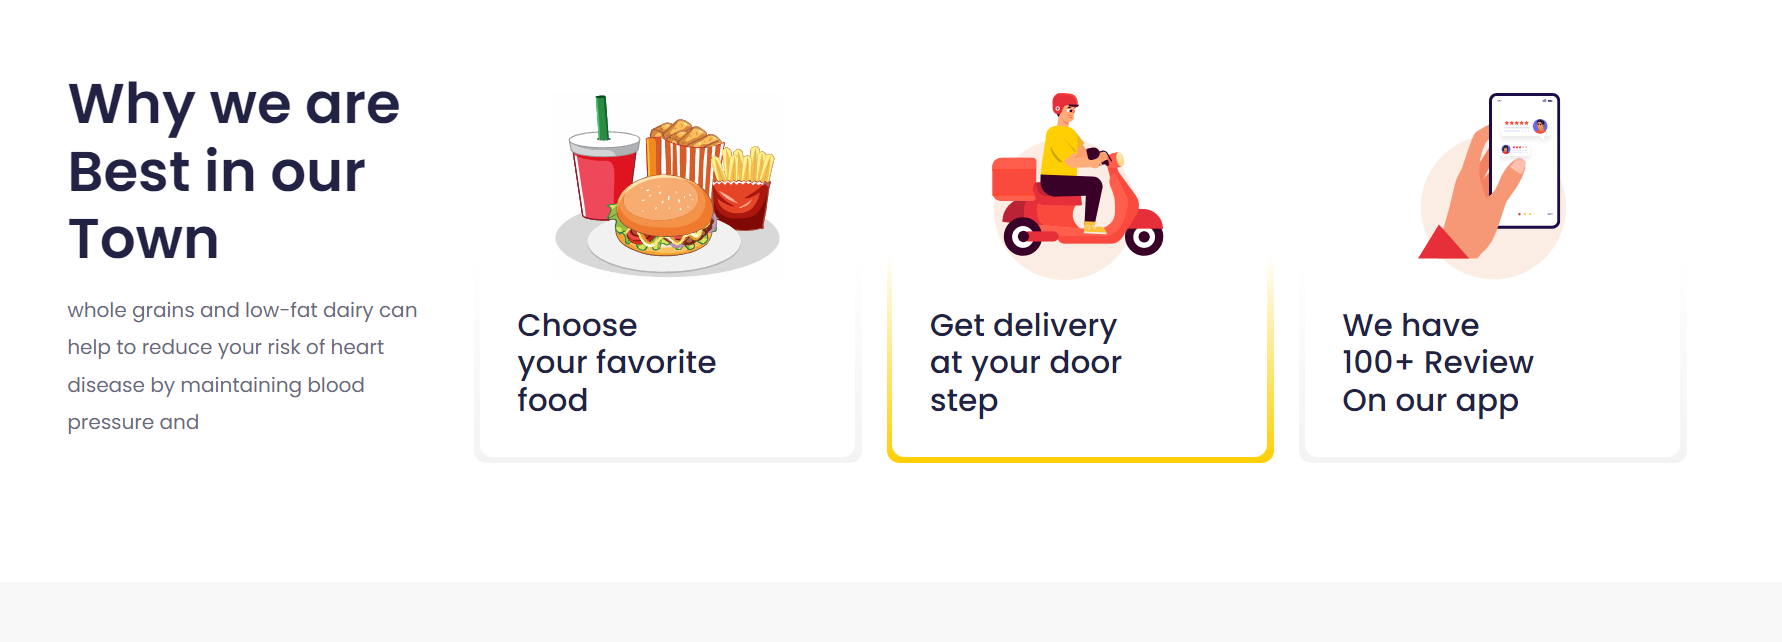 Why we are
Best in our
Town
whole grains and low-fat dairy can
help to reduce your risk of heart
disease by maintaining blood
pressure and
Choose
your favorite
food
Get delivery
at your door
step
We have
100+ Review
On our app